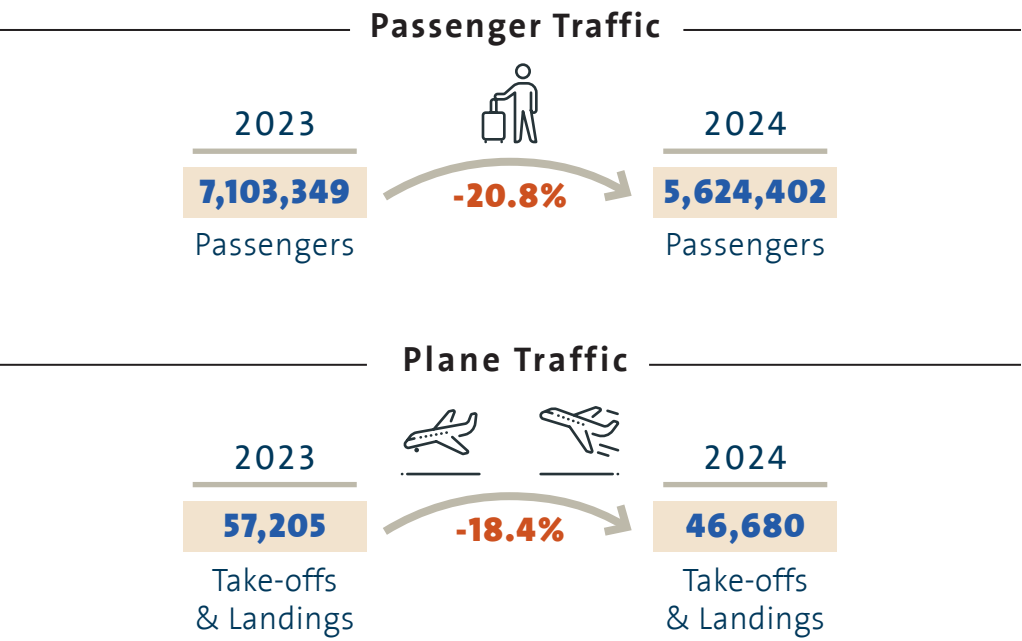 Passenger Traffic
2023
2024
7,103,349
-20.8%
5,624,402
Passengers
Passengers
Plane Traffic
2023
2024
57,205
-18.4%
46,680
Take-offs
& Landings
Take-offs
& Landings